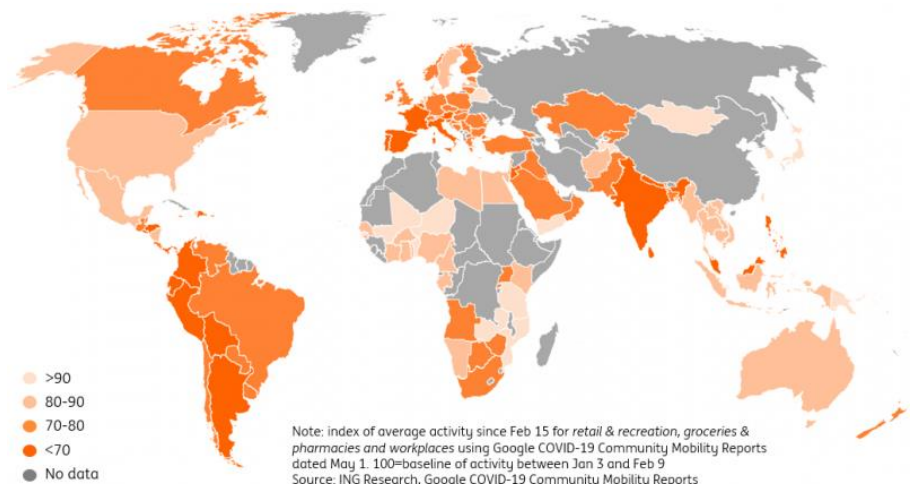 >90
80-90
70-80
<70
No data
Note: index of average activity since Feb 15 for retail & recreation, groceries &
pharmacies and workplaces using Google COVID-19 Community Mobility Reports
dated May 1. 100=baseline of activity between Jan 3 and Feb 9
Source: ING Research, Google COVID-19 Community Mobility Reports